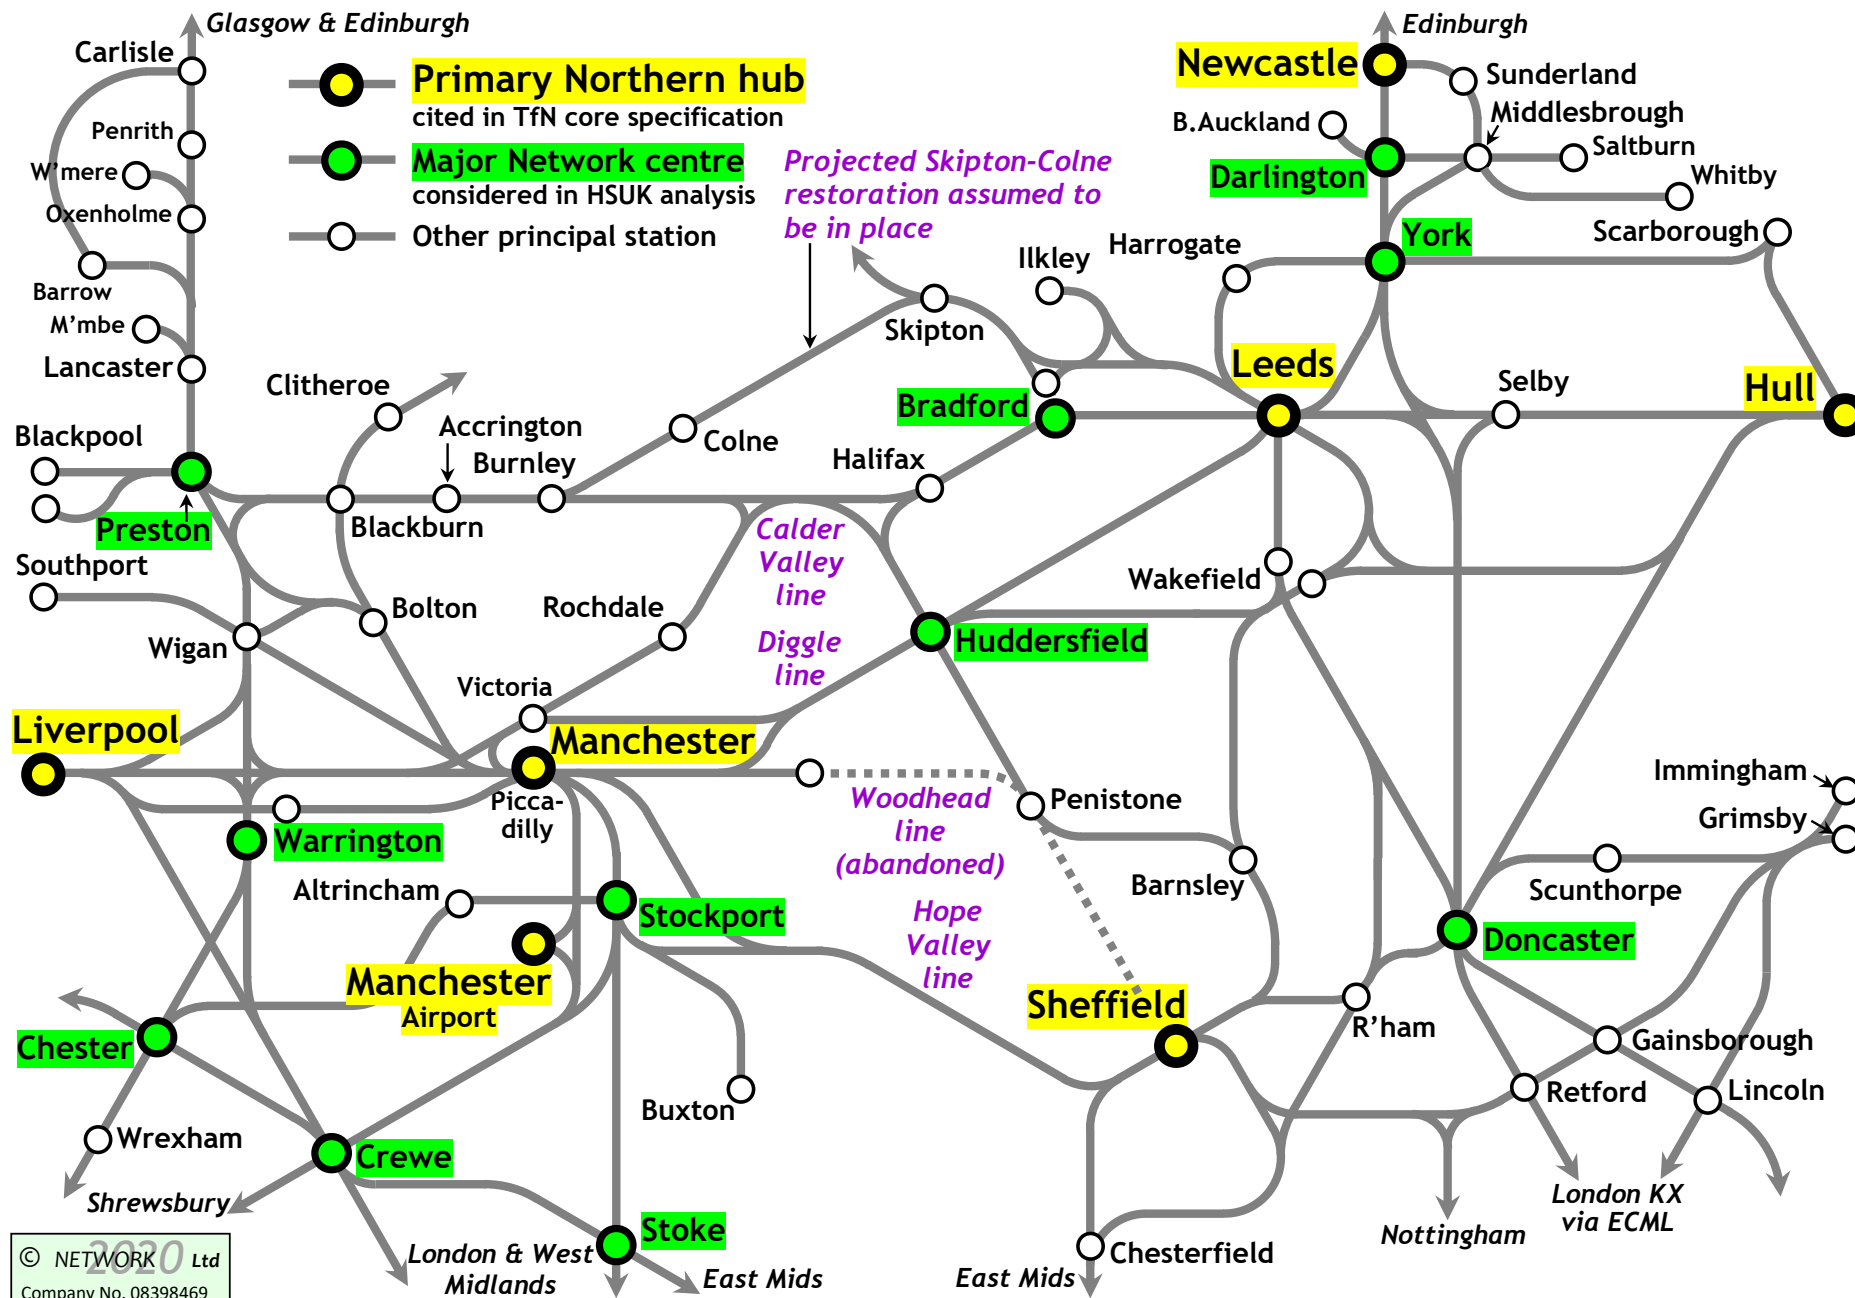 Glasgow & Edinburgh
Edinburgh
Carlisle
Primary Northern hub
cited in TfN core specification
Newcastle
Sunderland
Penrith
Middlesbrough
B.Auckland
Saltburn
W'mere
Major Network centre
considered in HSUK analysis
Projected Skipton-Colne
restoration assumed to
be in place
Darlington
Whitby
Oxenholme
Other principal station
York
Scarborough
Harrogate
Ilkley
Barrow
M'mbe
Skipton
Lancaster
Clitheroe
Leeds
Selby
Hull
Bradford
Accrington
Blackpool
Colne
Burnley
Halifax
Preston
Blackburn
Calder
Valley
line
Southport
Wakefield
Bolton
Rochdale
Wigan
Diggle
line
Huddersfield
Victoria
Liverpool
Manchester
Picca-
dilly
Immingham
Woodhead
line
(abandoned)
Penistone
Grimsby
Warrington
Altrincham
Barnsley
Scunthorpe
Stockport
Hope
Valley
line
Doncaster
Manchester
Airport
Sheffield
R'ham
Chester
Gainsborough
Buxton
Retford
Lincoln
Wrexham
Crewe
Shrewsbury
London KX
via ECML
Stoke
Nottingham
London & West
Midlands
East Mids
East Mids
Chesterfield
© NETWORK 2020 Ltd
Company No. 08398469